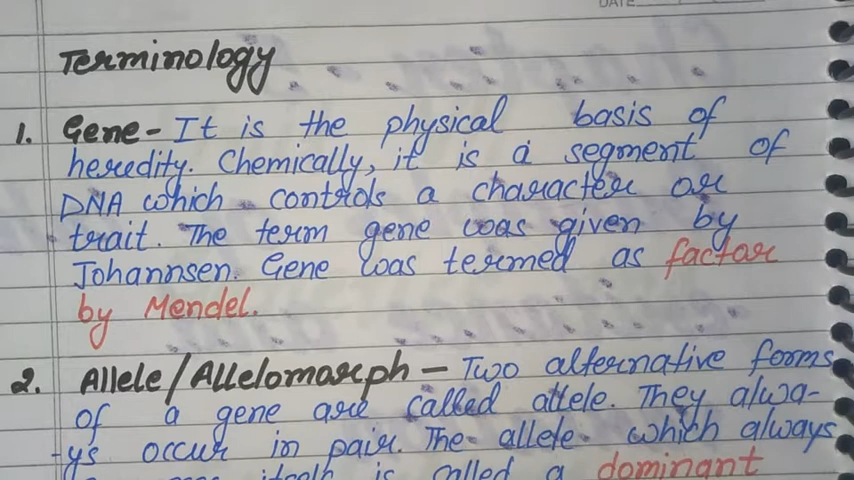 DATE
Terminology
1. Gene - It is the physical basis of
heredity. Chemically, it is a segment of
DNA which controls a character or
trait. The term gene was given by
Johannsen. Gene was termed as factor
by Mendel.
2. Allele/Allelomorph - Two alternative forms
of a gene are called allele. They alwa-
-ys occur in pair. The allele which always
itself is called a dominant